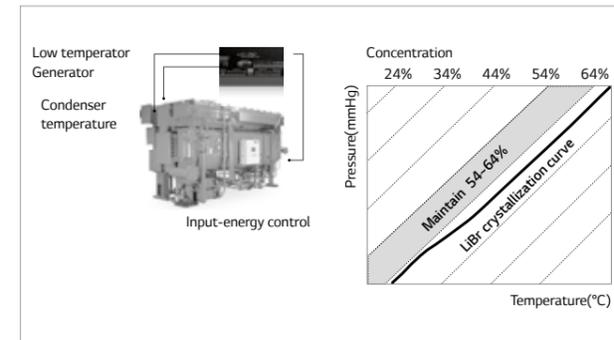 Low temperator
Generator
Condenser
temperature
Input-energy control
Concentration
24% 34% 44% 54% 64%
Pressure(mmHg)
Maintain 54-64%
LiBr crystallization curve
Temperature(°C)